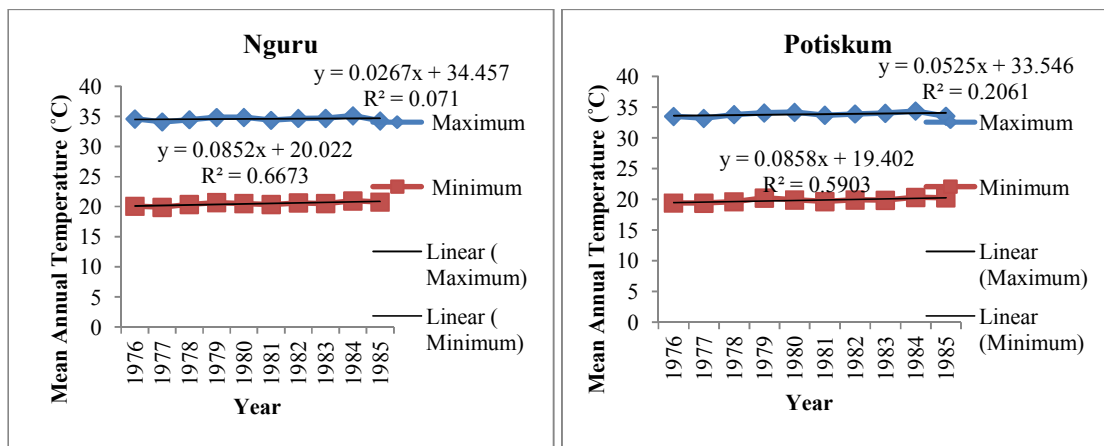 Nguru
y = 0.0267x + 34.457
R² = 0.071
y = 0.0852x + 20.022
R² = 0.6673
40
35
30
25
20
15
10
5
0
Mean Annual Temperature (°C)
1976
1977
1978
1979
1980
1981
1982
1983
1984
1985
Year
Maximum
Minimum
Linear (
Maximum)
Linear (
Minimum)
Potiskum
y = 0.0525x + 33.546
R² = 0.2061
y = 0.0858x + 19.402
R² = 0.5903
40
35
30
25
20
15
10
5
0
Mean Annual Temperature (°C)
1976
1977
1978
1979
1980
1981
1982
1983
1984
1985
Year
Maximum
Minimum
Linear
(Maximum)
Linear
(Minimum)